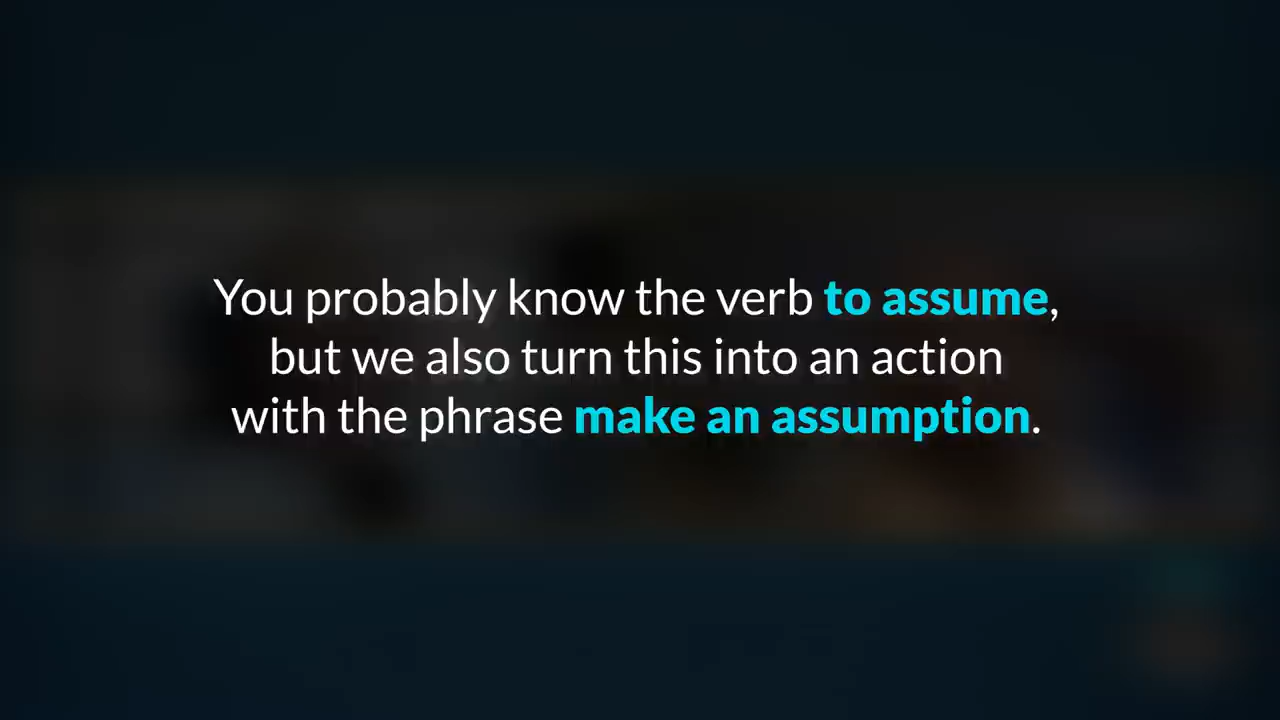 You probably know the verb to assume,
but we also turn this into an action
with the phrase make an assumption.